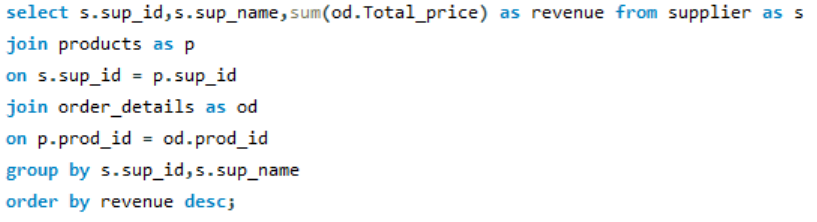 select s.sup_id,s.sup_name,sum(od.Total_price) as revenue from supplier as s
join products as p
on s.sup_id = p.sup_id
join order_details as od
on p.prod_id = od.prod_id
group by s.sup_id,s.sup_name
order by revenue desc;